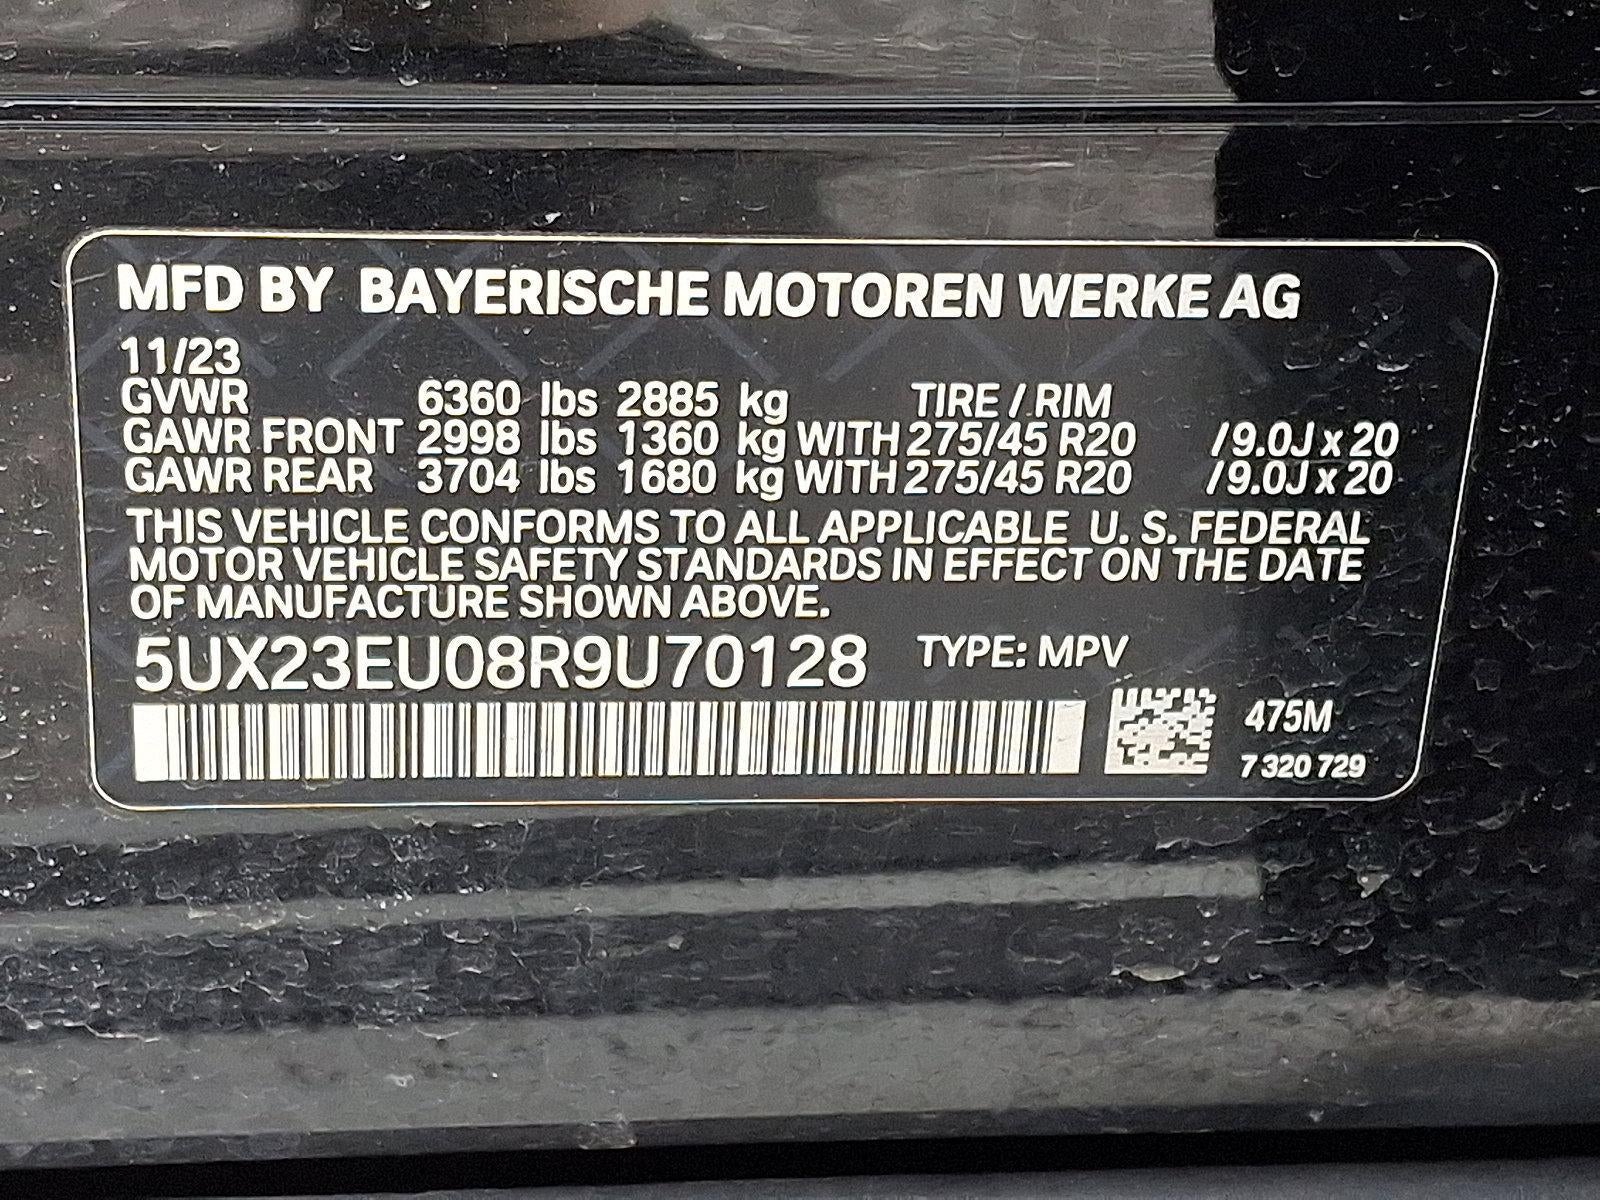 MFD BY BAYERISCHE MOTOREN WERKE AG
11/23
GVWR 6360 lbs 2885 kg TIRE / RIM
GAWR FRONT 2998 lbs 1360 kg WITH 275/45 R20 /9.0J x 20
GAWR REAR 3704 lbs 1680 kg WITH 275/45 R20 /9.0J x 20
THIS VEHICLE CONFORMS TO ALL APPLICABLE U. S. FEDERAL
MOTOR VEHICLE SAFETY STANDARDS IN EFFECT ON THE DATE
OF MANUFACTURE SHOWN ABOVE.
5UX23EU08R9U70128 TYPE: MPV
475M
7 320 729